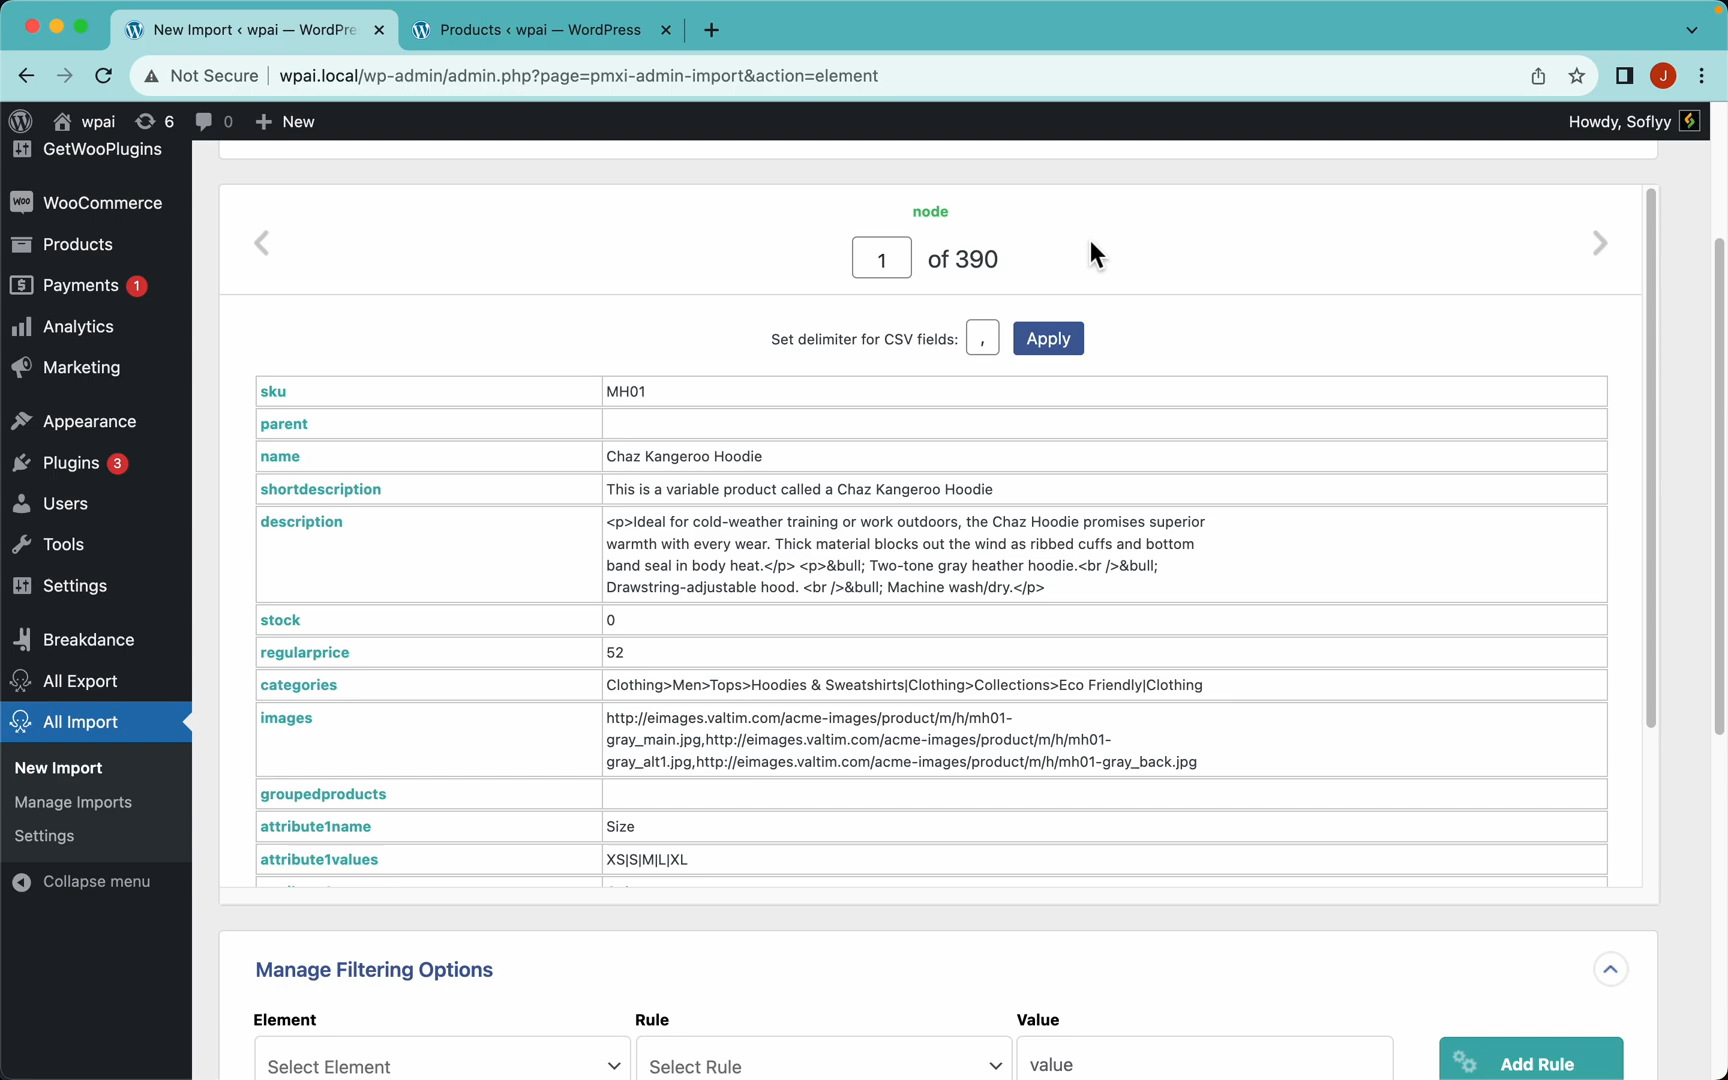 New Import ‹ wpai — WordPre
Products ‹ wpai — WordPress
Not Secure
wpai.local/wp-admin/admin.php?page=pmxi-admin-import&action=element
J
wpai
6
0
New
Howdy, Soflyy
GetWooPlugins
WooCommerce
Products
Payments 1
Analytics
Marketing
Appearance
Plugins 3
Users
Tools
Settings
Breakdance
All Export
All Import
New Import
Manage Imports
Settings
Collapse menu
node
1 of 390
Set delimiter for CSV fields: , Apply
sku MH01
parent
name Chaz Kangeroo Hoodie
shortdescription This is a variable product called a Chaz Kangeroo Hoodie
description <p>Ideal for cold-weather training or work outdoors, the Chaz Hoodie promises superior
warmth with every wear. Thick material blocks out the wind as ribbed cuffs and bottom
band seal in body heat.</p> <p>&bull; Two-tone gray heather hoodie.<br />&bull;
Drawstring-adjustable hood. <br />&bull; Machine wash/dry.</p>
stock 0
regularprice 52
categories Clothing>Men>Tops>Hoodies & Sweatshirts|Clothing>Collections>Eco Friendly|Clothing
images http://eimages.valtim.com/acme-images/product/m/h/mh01-
gray_main.jpg,http://eimages.valtim.com/acme-images/product/m/h/mh01-
gray_alt1.jpg,http://eimages.valtim.com/acme-images/product/m/h/mh01-gray_back.jpg
groupedproducts
attribute1name Size
attribute1values XS|S|M|L|XL
Manage Filtering Options
Element Rule Value
Select Element Select Rule value Add Rule